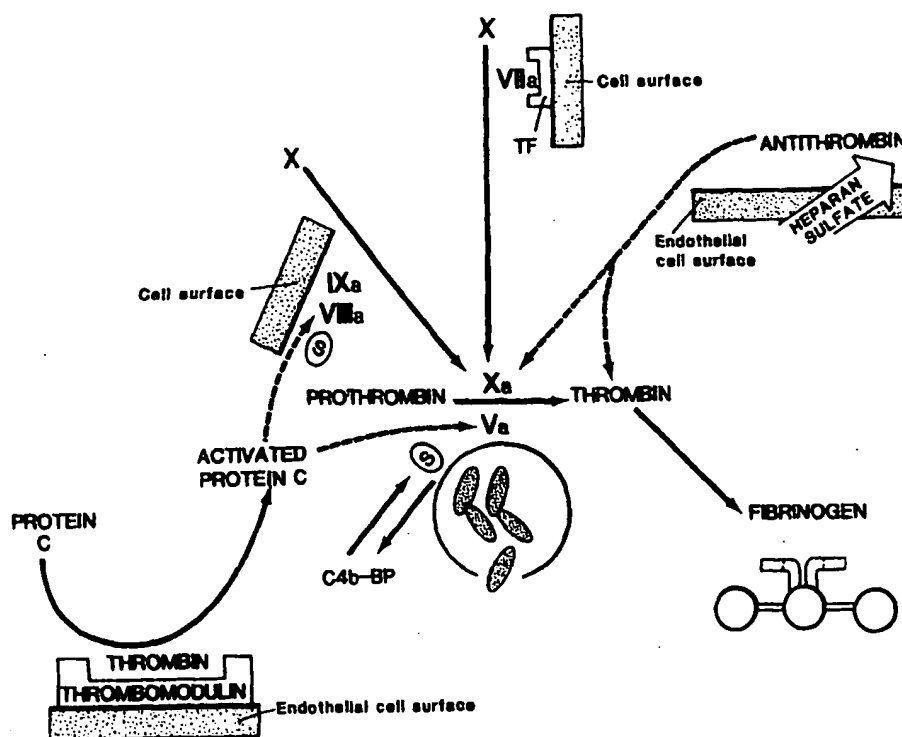 X
VIIa
Cell surface
TF
ANTITHROMBIN
HEPARAN
SULFATE
Endothelial
cell surface
X
Cell surface
IXa
VIIIa
S
PROTHROMBIN
Xa
THROMBIN
Va
ACTIVATED
PROTEIN C
S
PROTEIN
C
C4b-BP
FIBRINOGEN
THROMBIN
THROMBOMODULIN
Endothelial cell surface